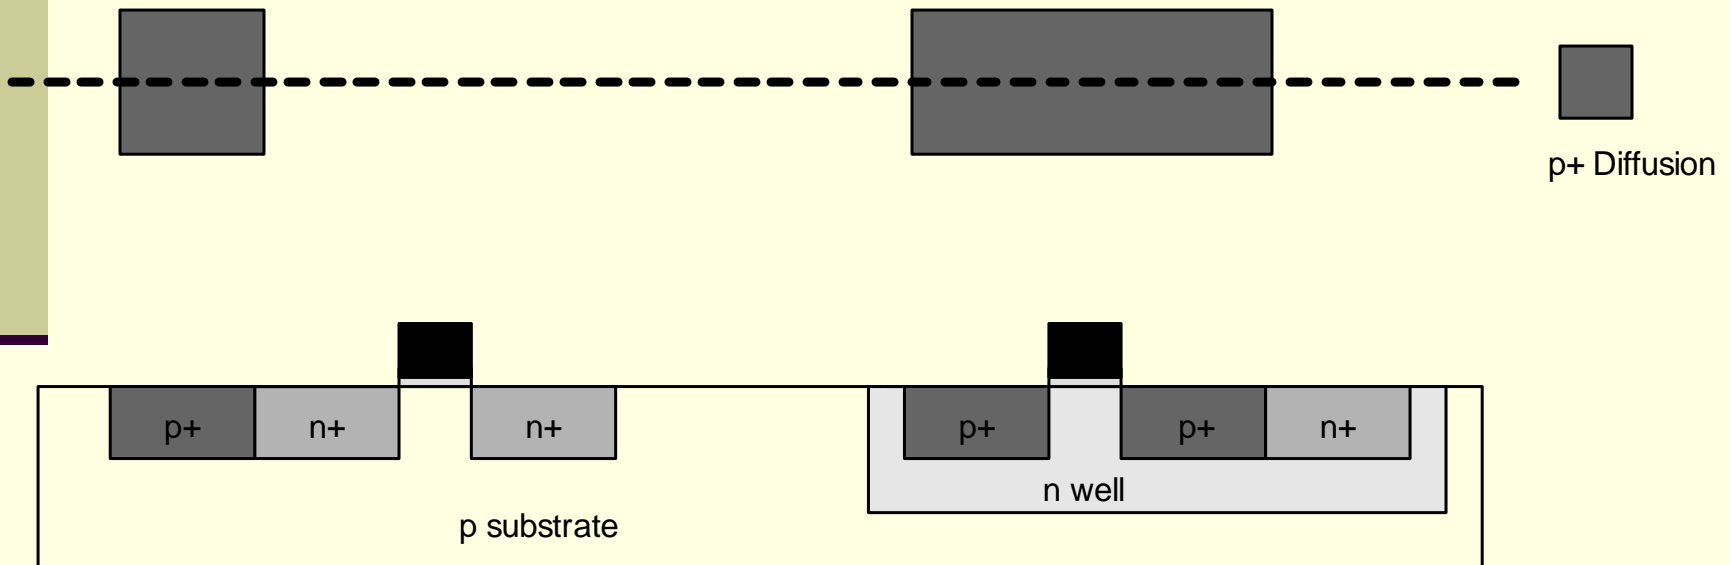 p+ Diffusion
p+ n+ n+ p+ p+ n+
n well
p substrate